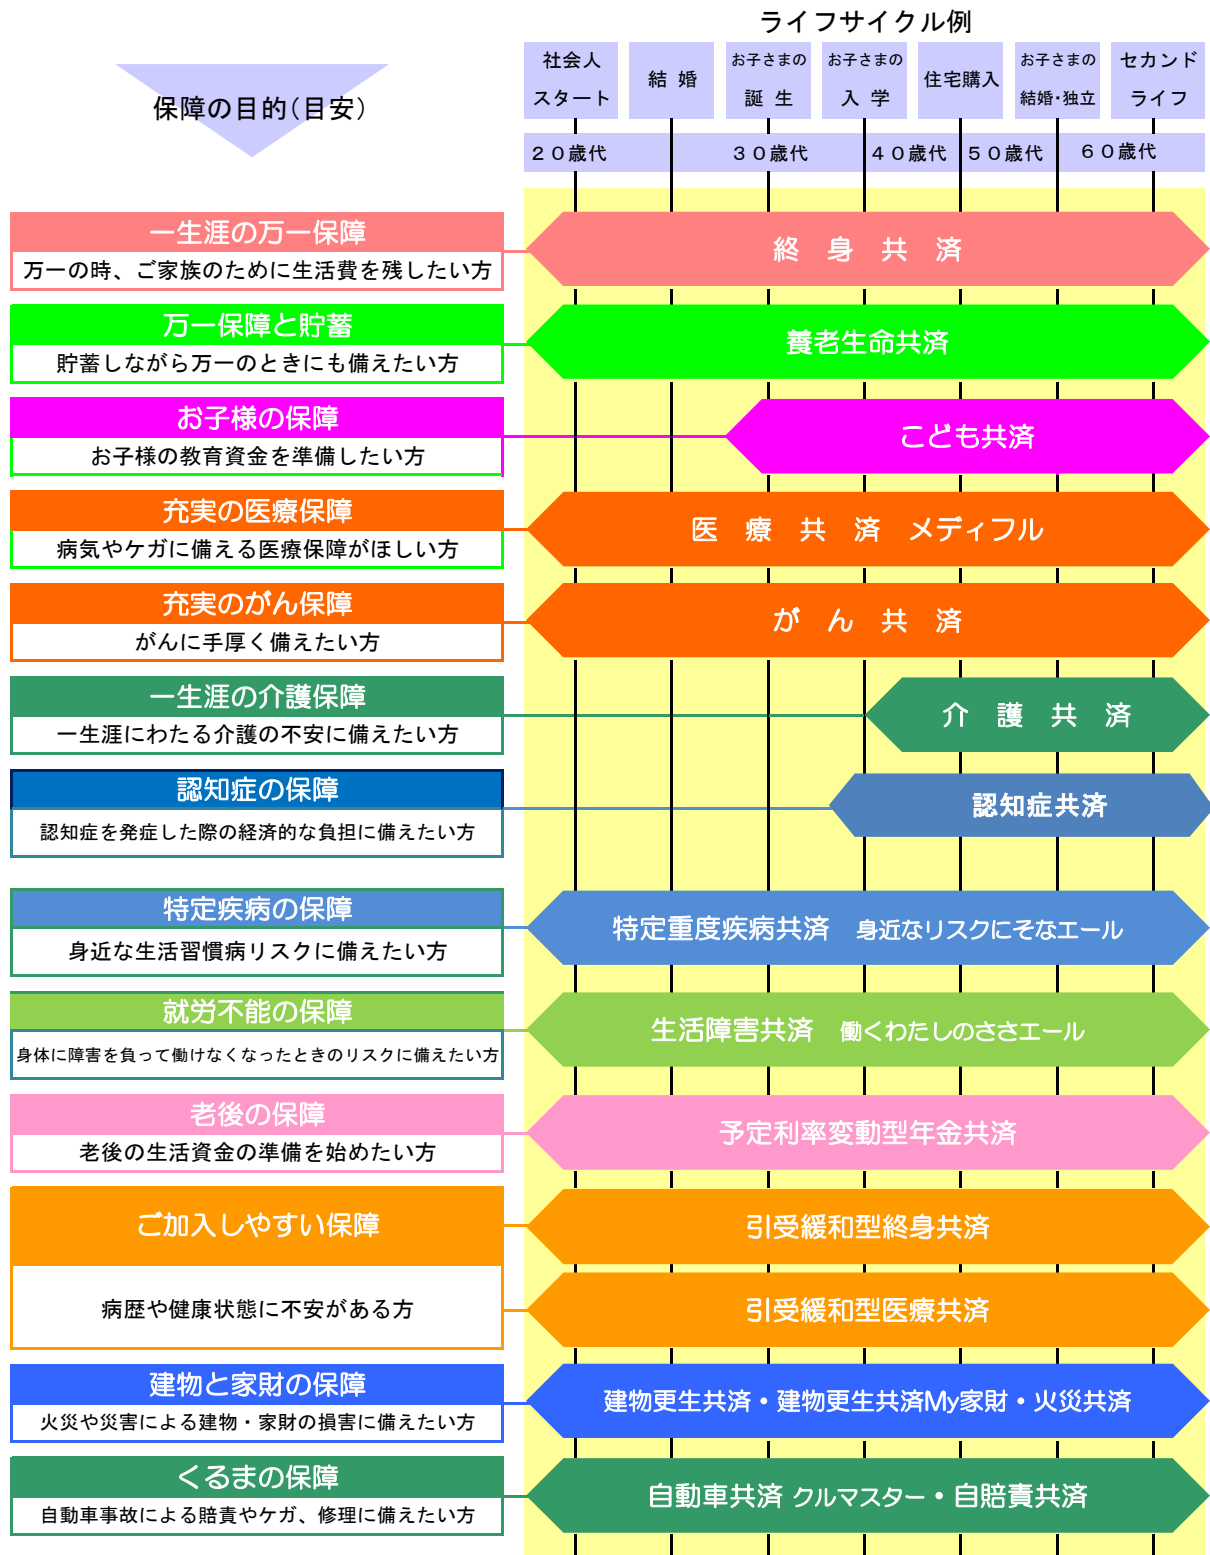 ライフサイクル例
社会人
スタート
結 婚
お子さまの
誕 生
お子さまの
入 学
住宅購入
お子さまの
結婚・独立
セカンド
ライフ
保障の目的(目安)
２０歳代
３０歳代
４０歳代
５０歳代
６０歳代
一生涯の万一保障
万一の時、ご家族のために生活費を残したい方
終 身 共 済
万一保障と貯蓄
貯蓄しながら万一のときにも備えたい方
養老生命共済
お子様の保障
お子様の教育資金を準備したい方
こども共済
充実の医療保障
病気やケガに備える医療保障がほしい方
医 療 共 済 メディフル
充実のがん保障
がんに手厚く備えたい方
が ん 共 済
一生涯の介護保障
一生涯にわたる介護の不安に備えたい方
介 護 共 済
認知症の保障
認知症を発症した際の経済的な負担に備えたい方
認知症共済
特定疾病の保障
身近な生活習慣病リスクに備えたい方
特定重度疾病共済 身近なリスクにそなエール
就労不能の保障
身体に障害を負って働けなくなったときのリスクに備えたい方
生活障害共済 働くわたしのささエール
老後の保障
老後の生活資金の準備を始めたい方
予定利率変動型年金共済
ご加入しやすい保障
病歴や健康状態に不安がある方
引受緩和型終身共済
引受緩和型医療共済
建物と家財の保障
火災や災害による建物・家財の損害に備えたい方
建物更生共済・建物更生共済My家財・火災共済
くるまの保障
自動車事故による賠責やケガ、修理に備えたい方
自動車共済 クルマスター・自賠責共済